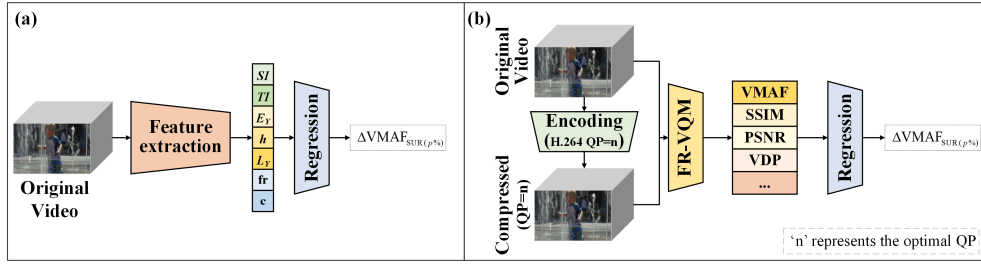 (a)
Original
Video
Feature
extraction
SI
TI
E_Y
h
L_Y
fr
c
Regression
ΔVMAF_SUR(p%)
(b)
Original
Video
Encoding
(H.264 QP=n)
Compressed
(QP=n)
FR-VQM
VMAF
SSIM
PSNR
VDP
...
Regression
ΔVMAF_SUR(p%)
‘n’ represents the optimal QP